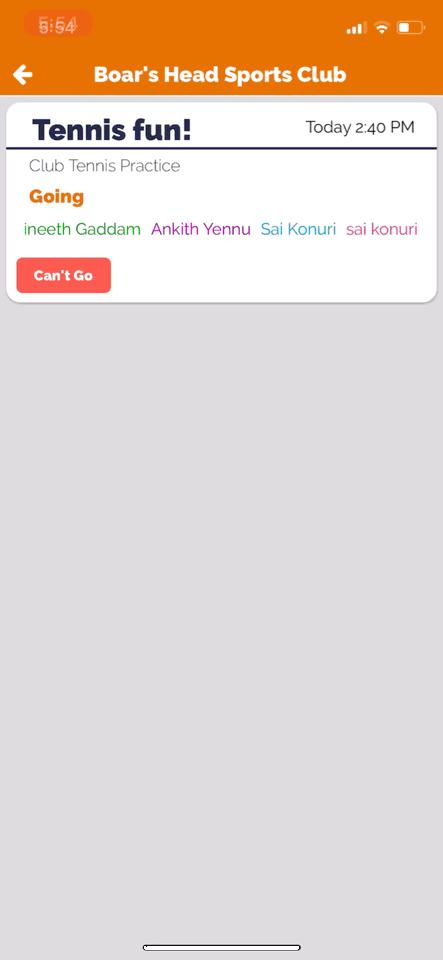 5:54
Boar's Head Sports Club
Tennis fun! Today 2:40 PM
Club Tennis Practice
Going
ineeth Gaddam Ankith Yennu Sai Konuri sai konuri
Can't Go